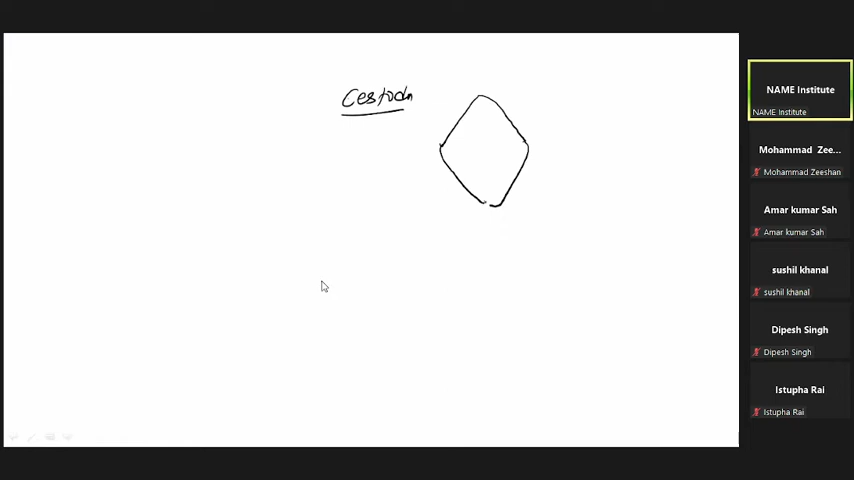 Cestoda
NAME Institute
NAME Institute
Mohammad Zee...
Mohammad Zeeshan
Amar kumar Sah
Amar kumar Sah
sushil khanal
sushil khanal
Dipesh Singh
Dipesh Singh
Istupha Rai
Istupha Rai